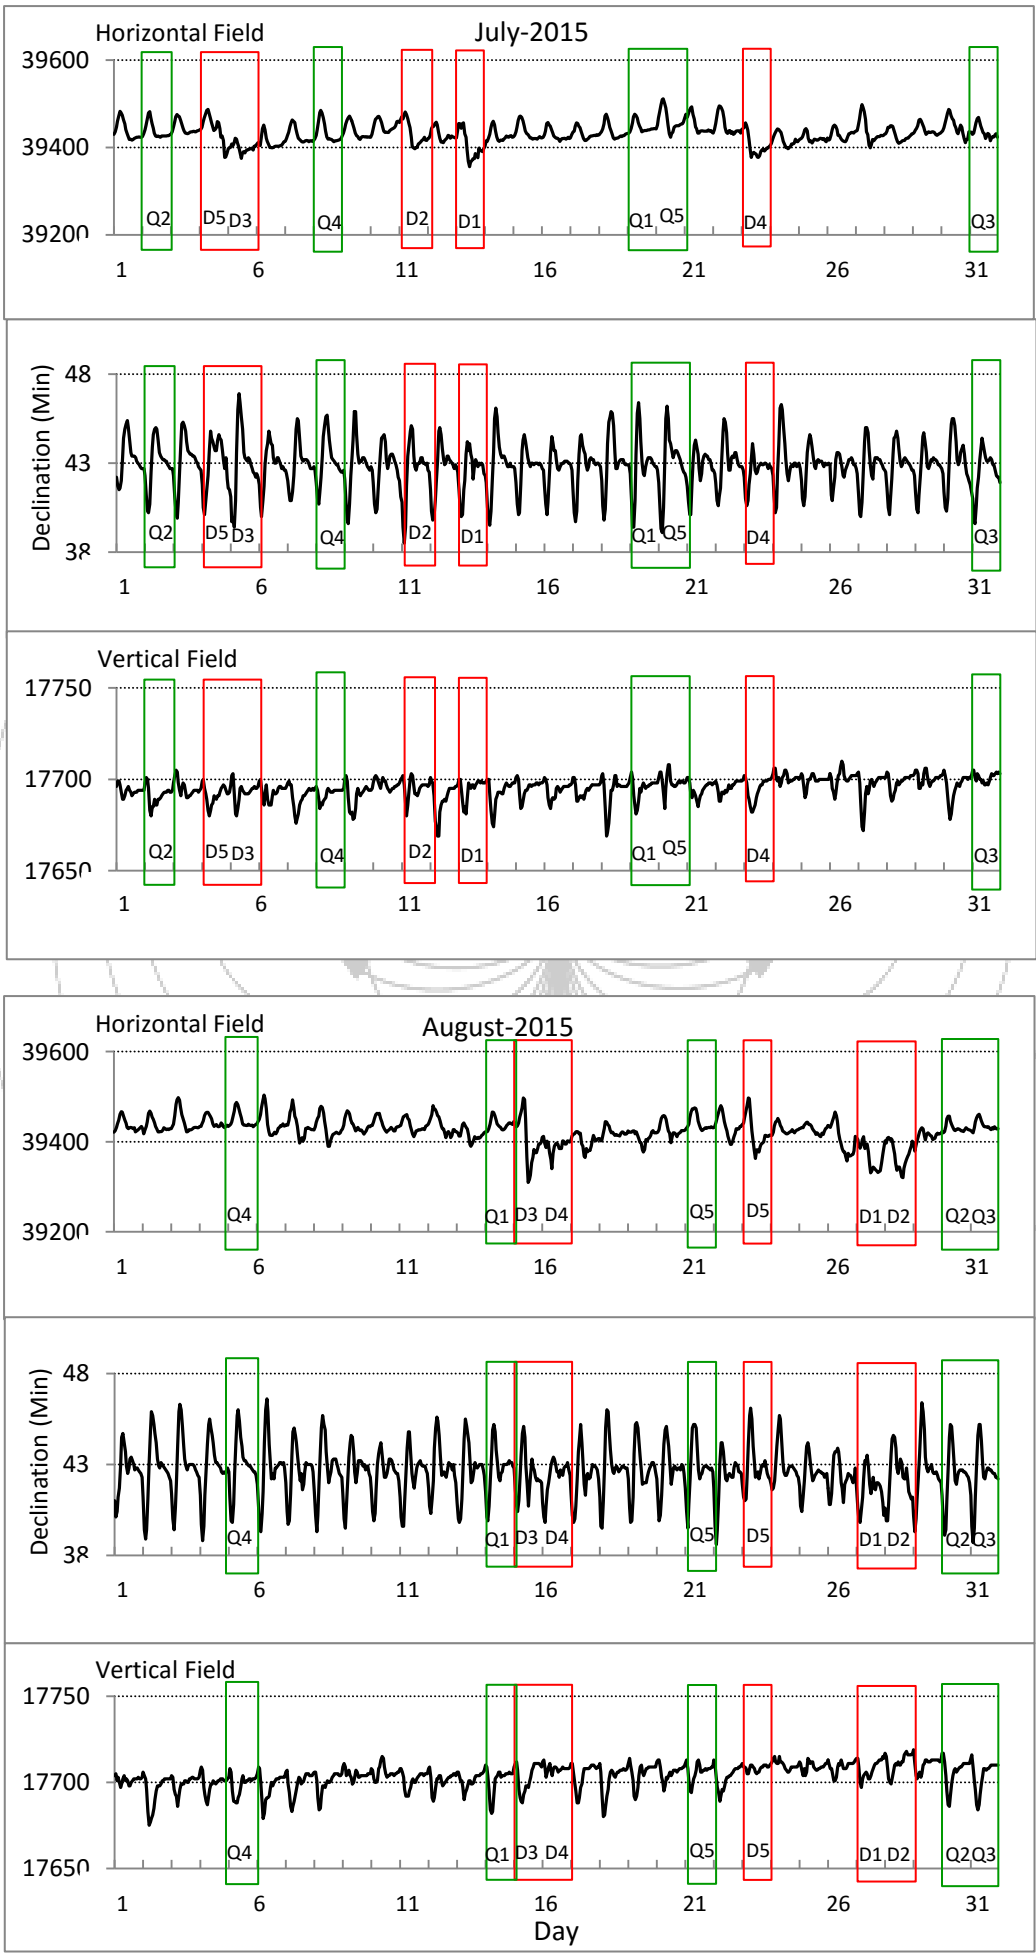 Horizontal Field July-2015
39600
39400
39200
Q2 D5 D3 Q4 D2 D1 Q1 Q5 D4 Q3
1 6 11 16 21 26 31
Declination (Min)
48
43
38
Q2 D5 D3 Q4 D2 D1 Q1 Q5 D4 Q3
1 6 11 16 21 26 31
Vertical Field
17750
17700
17650
Q2 D5 D3 Q4 D2 D1 Q1 Q5 D4 Q3
1 6 11 16 21 26 31
Horizontal Field August-2015
39600
39400
39200
Q4 Q1 D3 D4 Q5 D5 D1 D2 Q2 Q3
1 6 11 16 21 26 31
Declination (Min)
48
43
38
Q4 Q1 D3 D4 Q5 D5 D1 D2 Q2 Q3
1 6 11 16 21 26 31
Vertical Field
17750
17700
17650
Q4 Q1 D3 D4 Q5 D5 D1 D2 Q2 Q3
1 6 11 16 21 26 31
Day